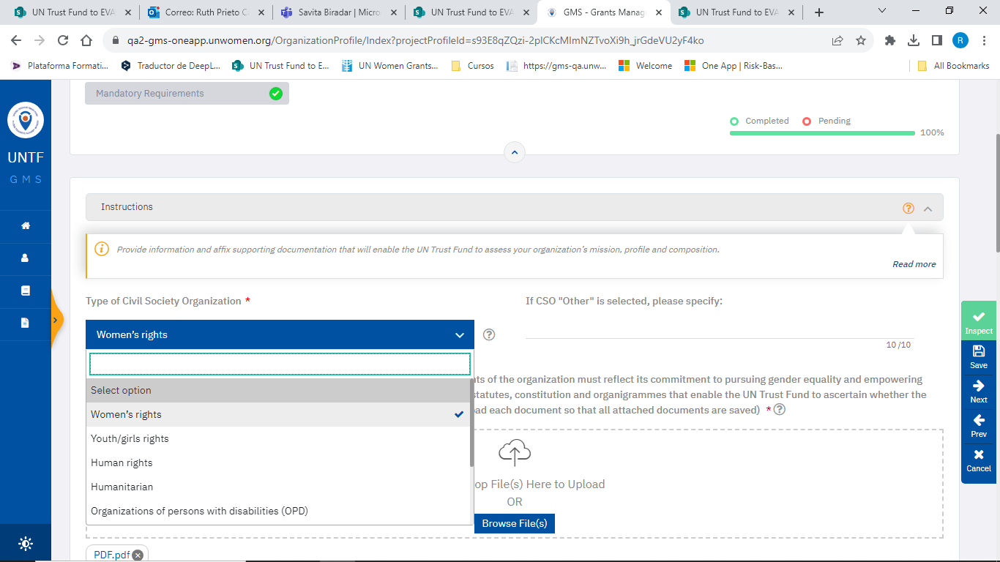 UN Trust Fund to EVA
Correo: Ruth Prieto C
Savita Biradar | Micro
UN Trust Fund to EVA
GMS - Grants Manag
UN Trust Fund to EVA
qa2-gms-oneapp.unwomen.org/OrganizationProfile/Index?projectProfileId=s93E8qZQzi-2plCKcMlmNZTvoXi9h_jrGdeVU2yF4ko
R
Plataforma Formati...
Traductor de DeepL...
UN Trust Fund to E...
UN Women Grants...
Cursos
https://gms-qa.unw...
Welcome
One App | Risk-Bas...
All Bookmarks
UNTF
GMS
Mandatory Requirements
Completed
Pending
100%
Instructions
Provide information and affix supporting documentation that will enable the UN Trust Fund to assess your organization's mission, profile and composition.
Read more
Type of Civil Society Organization *
If CSO "Other" is selected, please specify:
Women's rights
10 /10
Select option
Women's rights
Youth/girls rights
Human rights
Humanitarian
Organizations of persons with disabilities (OPD)
nts of the organization must reflect its commitment to pursuing gender equality and empowering
statutes, constitution and organigrammes that enable the UN Trust Fund to ascertain whether the
ad each document so that all attached documents are saved) *
op File(s) Here to Upload
OR
Browse File(s)
PDF.pdf
Inspect
Save
Next
Prev
Cancel